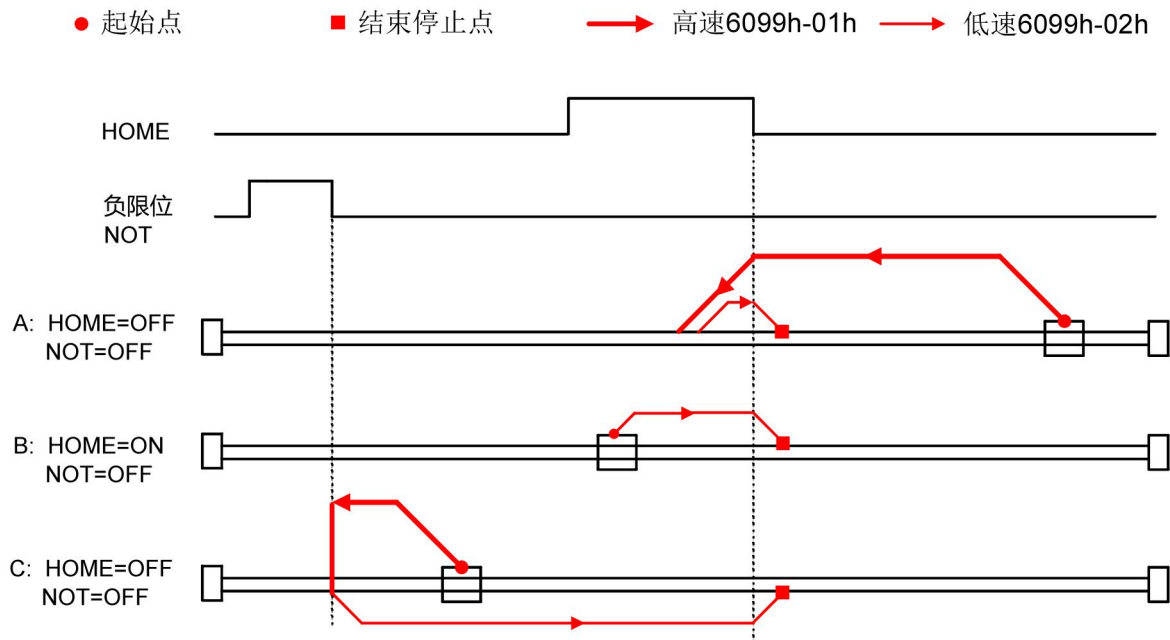 起始点
结束停止点
高速6099h-01h
低速6099h-02h
HOME
负限位
NOT
A: HOME=OFF
NOT=OFF
B: HOME=ON
NOT=OFF
C: HOME=OFF
NOT=OFF